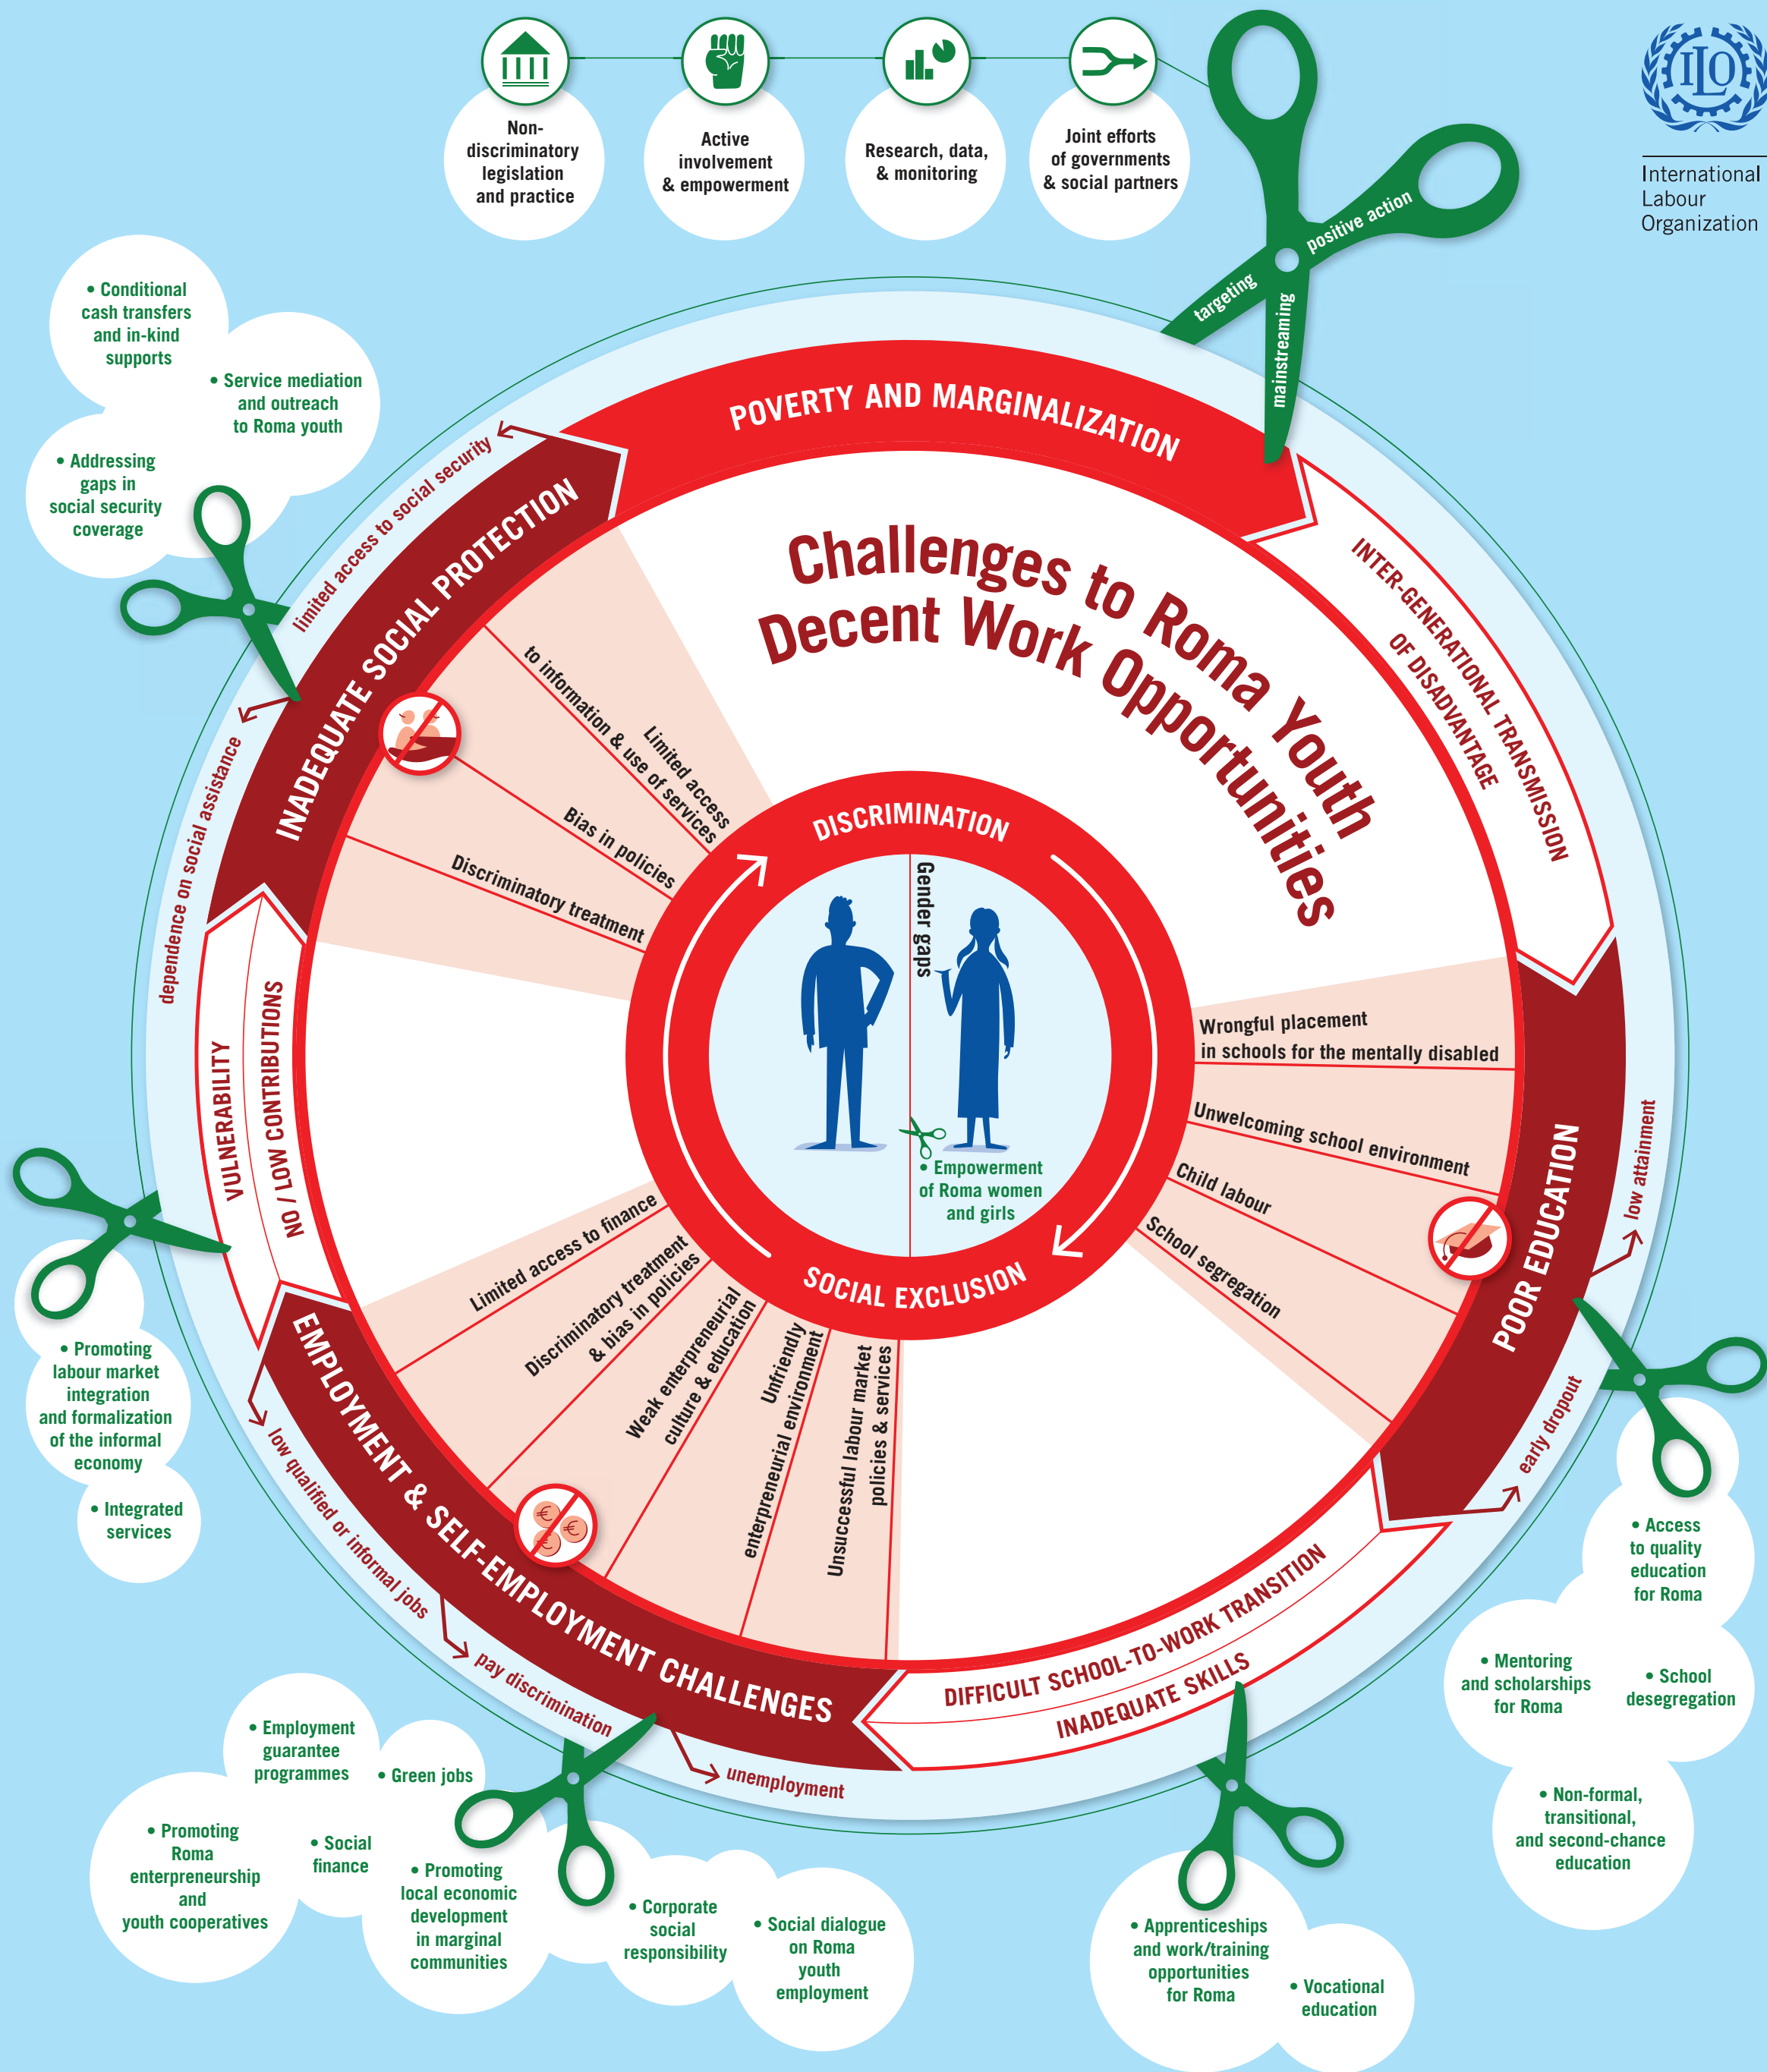 Non-
discriminatory
legislation
and practice
Active
involvement
& empowerment
Research, data,
& monitoring
Joint efforts
of governments
& social partners
targeting
positive action
mainstreaming
ILO
International
Labour
Organization
• Conditional
cash transfers
and in-kind
supports
• Service mediation
and outreach
to Roma youth
• Addressing
gaps in
social security
coverage
POVERTY AND MARGINALIZATION
Challenges to Roma Youth
Decent Work Opportunities
INTER-GENERATIONAL TRANSMISSION
OF DISADVANTAGE
limited access to social security
INADEQUATE SOCIAL PROTECTION
dependence on social assistance
Limited access
to information & use of services
Bias in policies
Discriminatory treatment
DISCRIMINATION
Gender gaps
• Empowerment
of Roma women
and girls
SOCIAL EXCLUSION
Wrongful placement
in schools for the mentally disabled
Unwelcoming school environment
Child labour
School segregation
POOR EDUCATION
low attainment
early dropout
VULNERABILITY
NO / LOW CONTRIBUTIONS
Limited access to finance
Discriminatory treatment
& bias in policies
Weak enterpreneurial
culture & education
Unfriendly
enterpreneurial environment
Unsuccessful labour market
policies & services
EMPLOYMENT & SELF-EMPLOYMENT CHALLENGES
low qualified or informal jobs
pay discrimination
unemployment
DIFFICULT SCHOOL-TO-WORK TRANSITION
INADEQUATE SKILLS
• Promoting
labour market
integration
and formalization
of the informal
economy
• Integrated
services
• Access
to quality
education
for Roma
• Mentoring
and scholarships
for Roma
• School
desegregation
• Non-formal,
transitional,
and second-chance
education
• Employment
guarantee
programmes
• Green jobs
• Promoting
Roma
enterpreneurship
and
youth cooperatives
• Social
finance
• Promoting
local economic
development
in marginal
communities
• Corporate
social
responsibility
• Social dialogue
on Roma
youth
employment
• Apprenticeships
and work/training
opportunities
for Roma
• Vocational
education